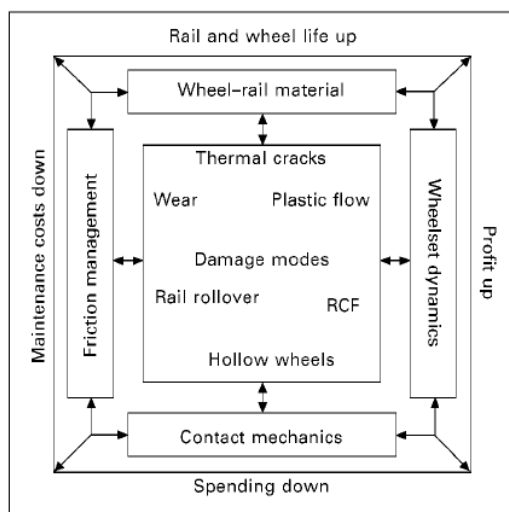 Rail and wheel life up
Wheel–rail material
Maintenance costs down
Friction management
Thermal cracks
Wear
Plastic flow
Damage modes
Rail rollover
RCF
Hollow wheels
Wheelset dynamics
Profit up
Contact mechanics
Spending down